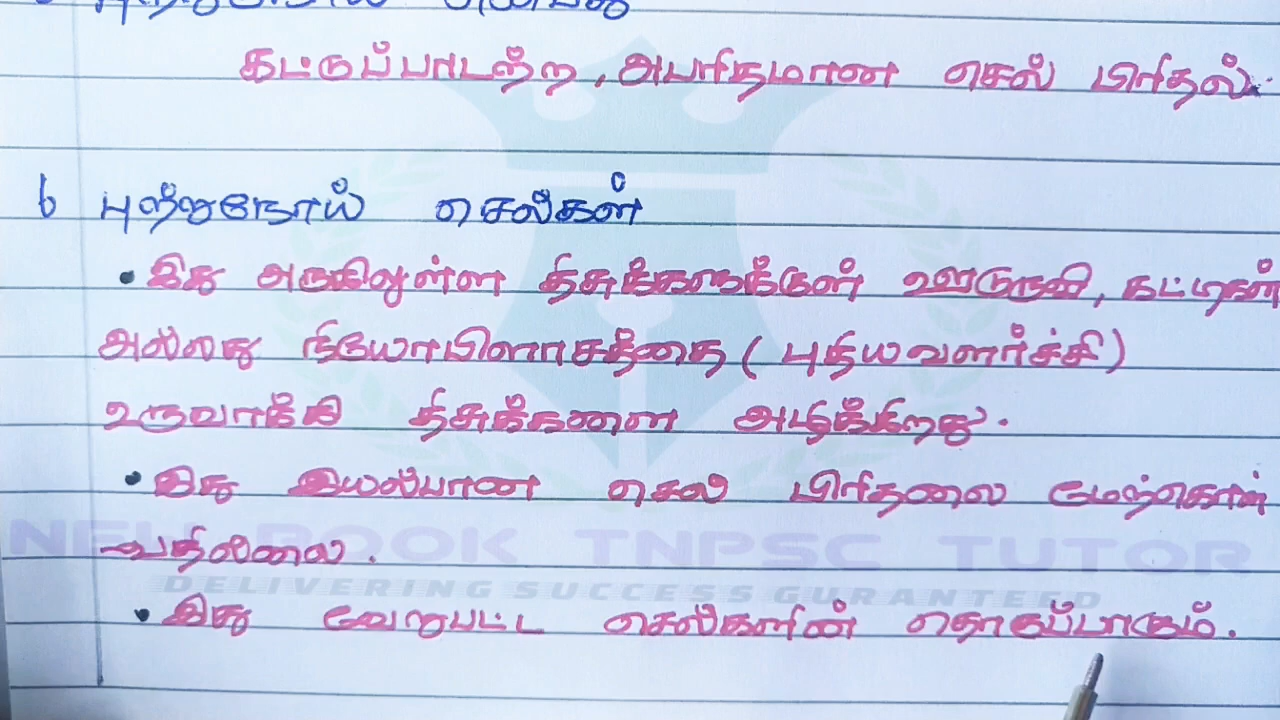 கட்டுப்பாடற்ற, அபரிதமான செல் பிரிதல்.
6 புற்றுநோய் செல்கள்
• இது அருகிலுள்ள திசுக்களுக்குள் ஊடுருவி, கட்டிகள்
அல்லது நியோபிளாசத்தை ( புதியவளர்ச்சி )
உருவாக்கி திசுக்களை அழிக்கிறது.
• இது இயல்பான செல் பிரிதலை மேற்கொள்
-வதில்லை.
NEW BOOK TNPSC TUTOR
DELIVERING SUCCESS GURANTEED
• இது வேறுபட்ட செல்களின் தொகுப்பாகும்.